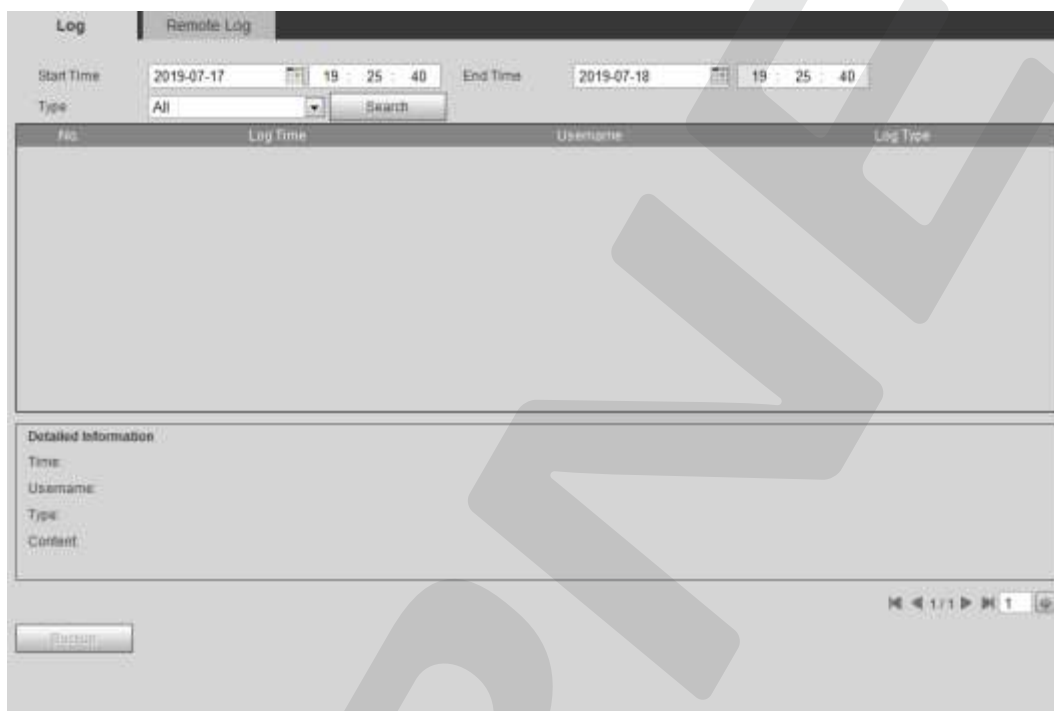 Log Remote Log
Start Time 2019-07-17 19 : 25 : 40 End Time 2019-07-18 19 : 25 : 40
Type All Search
No. Log Time Username Log Type
Detailed Information
Time:
Username:
Type:
Content:
1 / 1 1